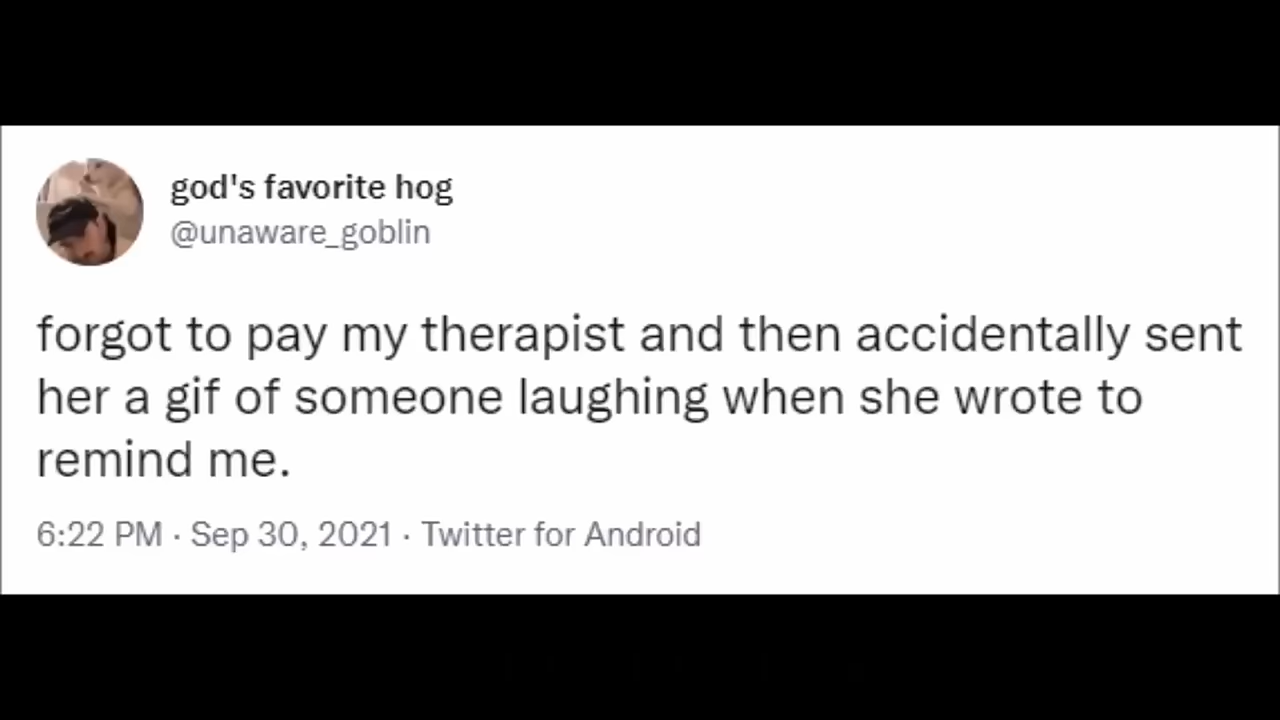 god's favorite hog
@unaware_goblin
forgot to pay my therapist and then accidentally sent
her a gif of someone laughing when she wrote to
remind me.
6:22 PM · Sep 30, 2021 · Twitter for Android